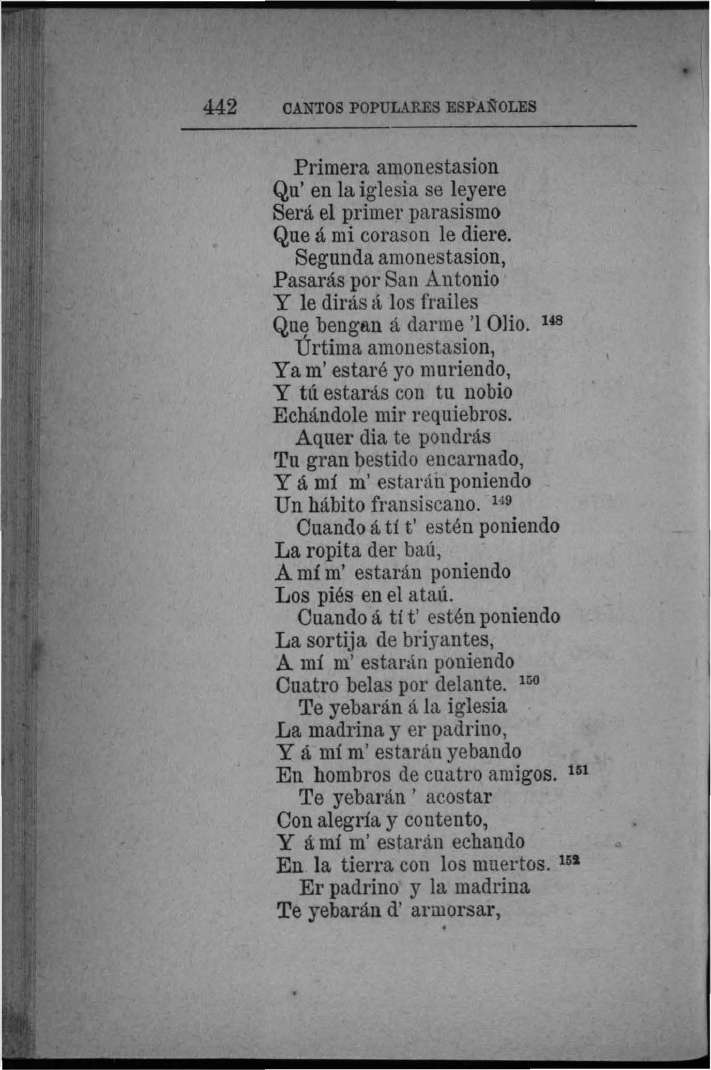 442 CANTOS POPULARES ESPAÑOLES
Primera amonestasion
Qu' en la iglesia se leyere
Será el primer parasismo
Que á mi corason le diere.
Segunda amonestasion,
Pasarás por San Antonio
Y le dirás á los frailes
Que bengan á darme 'l Olio. 148
Úrtima amonestasion,
Ya m' estaré yo muriendo,
Y tú estarás con tu nobio
Echándole mir requiebros.
Aquer dia te pondrás
Tu gran bestido encarnado,
Y á mí m' estarán poniendo
Un hábito fransiscano. 149
Cuando á tí t' estén poniendo
La ropita der baú,
A mí m' estarán poniendo
Los piés en el ataú.
Cuando á tí t' estén poniendo
La sortija de briyantes,
A mí m' estarán poniendo
Cuatro belas por delante. 150
Te yebarán á la iglesia
La madrina y er padrino,
Y á mí m' estarán yebando
En hombros de cuatro amigos. 151
Te yebarán ' acostar
Con alegría y contento,
Y á mí m' estarán echando
En la tierra con los muertos. 152
Er padrino y la madrina
Te yebarán d' armorsar,